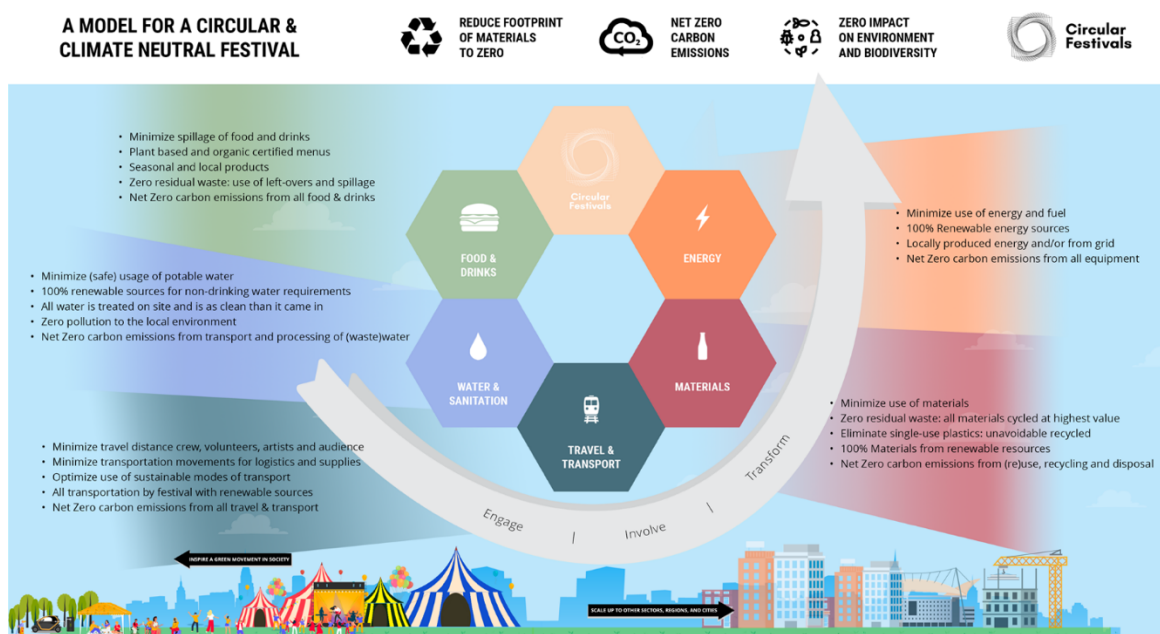 A MODEL FOR A CIRCULAR &
CLIMATE NEUTRAL FESTIVAL
REDUCE FOOTPRINT
OF MATERIALS
TO ZERO
CO₂
NET ZERO
CARBON
EMISSIONS
ZERO IMPACT
ON ENVIRONMENT
AND BIODIVERSITY
Circular
Festivals
• Minimize spillage of food and drinks
• Plant based and organic certified menus
• Seasonal and local products
• Zero residual waste: use of left-overs and spillage
• Net Zero carbon emissions from all food & drinks
• Minimize (safe) usage of potable water
• 100% renewable sources for non-drinking water requirements
• All water is treated on site and is as clean than it came in
• Zero pollution to the local environment
• Net Zero carbon emissions from transport and processing of (waste)water
• Minimize travel distance crew, volunteers, artists and audience
• Minimize transportation movements for logistics and supplies
• Optimize use of sustainable modes of transport
• All transportation by festival with renewable sources
• Net Zero carbon emissions from all travel & transport
Circular
Festivals
FOOD &
DRINKS
ENERGY
WATER &
SANITATION
MATERIALS
TRAVEL &
TRANSPORT
• Minimize use of energy and fuel
• 100% Renewable energy sources
• Locally produced energy and/or from grid
• Net Zero carbon emissions from all equipment
• Minimize use of materials
• Zero residual waste: all materials cycled at highest value
• Eliminate single-use plastics: unavoidable recycled
• 100% Materials from renewable resources
• Net Zero carbon emissions from (re)use, recycling and disposal
Engage | Involve | Transform
INSPIRE A GREEN MOVEMENT IN SOCIETY
SCALE UP TO OTHER SECTORS, REGIONS, AND CITIES